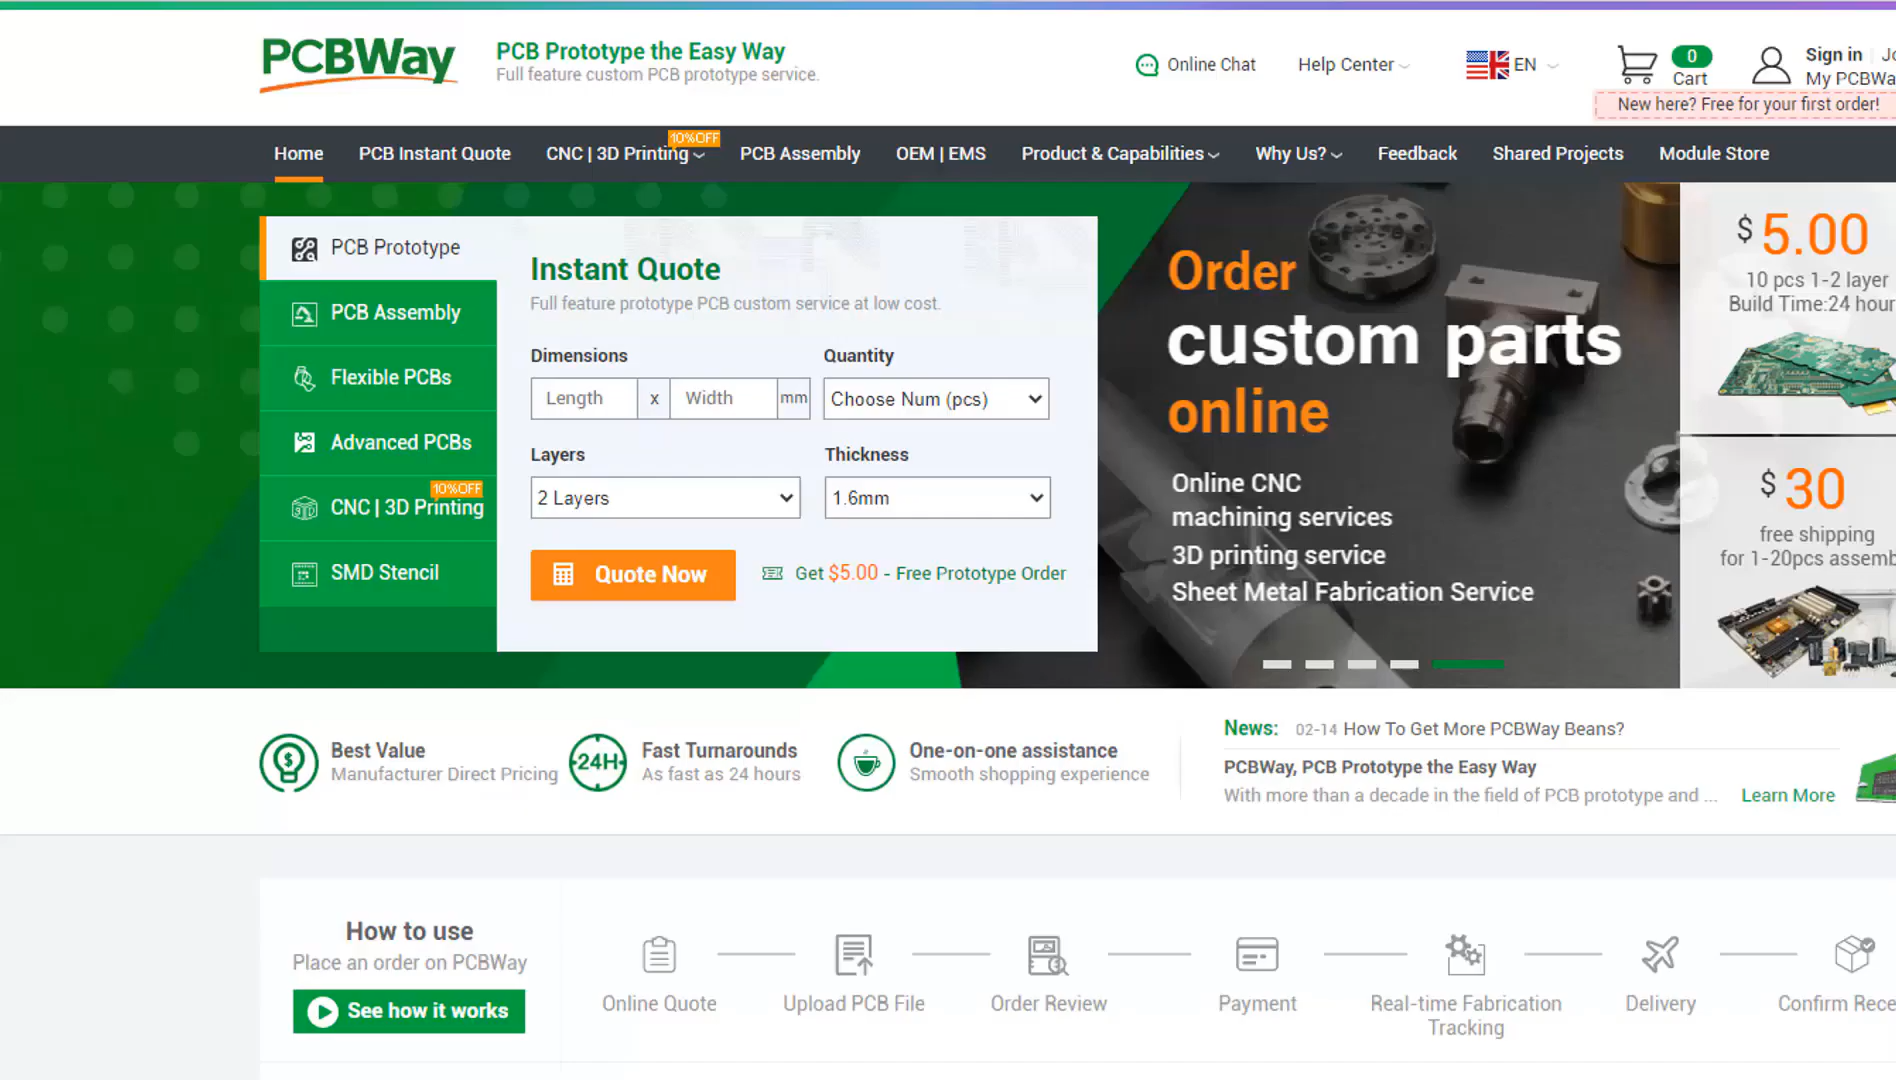 PCBWay
PCB Prototype the Easy Way
Full feature custom PCB prototype service.
Online Chat
Help Center
EN
0
Cart
Sign in
My PCBWa
New here? Free for your first order!
Home
PCB Instant Quote
CNC | 3D Printing
10%OFF
PCB Assembly
OEM | EMS
Product & Capabilities
Why Us?
Feedback
Shared Projects
Module Store
PCB Prototype
PCB Assembly
Flexible PCBs
Advanced PCBs
10%OFF
CNC | 3D Printing
SMD Stencil
Instant Quote
Full feature prototype PCB custom service at low cost.
Dimensions
Quantity
Length x Width mm
Choose Num (pcs)
Layers
Thickness
2 Layers
1.6mm
Quote Now
Get $5.00 - Free Prototype Order
Order
custom parts
online
Online CNC
machining services
3D printing service
Sheet Metal Fabrication Service
$ 5.00
10 pcs 1-2 layer
Build Time:24 hour
$ 30
free shipping
for 1-20pcs assemb
Best Value
Manufacturer Direct Pricing
24H
Fast Turnarounds
As fast as 24 hours
One-on-one assistance
Smooth shopping experience
News: 02-14 How To Get More PCBWay Beans?
PCBWay, PCB Prototype the Easy Way
With more than a decade in the field of PCB prototype and ... Learn More
How to use
Place an order on PCBWay
See how it works
Online Quote
Upload PCB File
Order Review
Payment
Real-time Fabrication
Tracking
Delivery
Confirm Rece